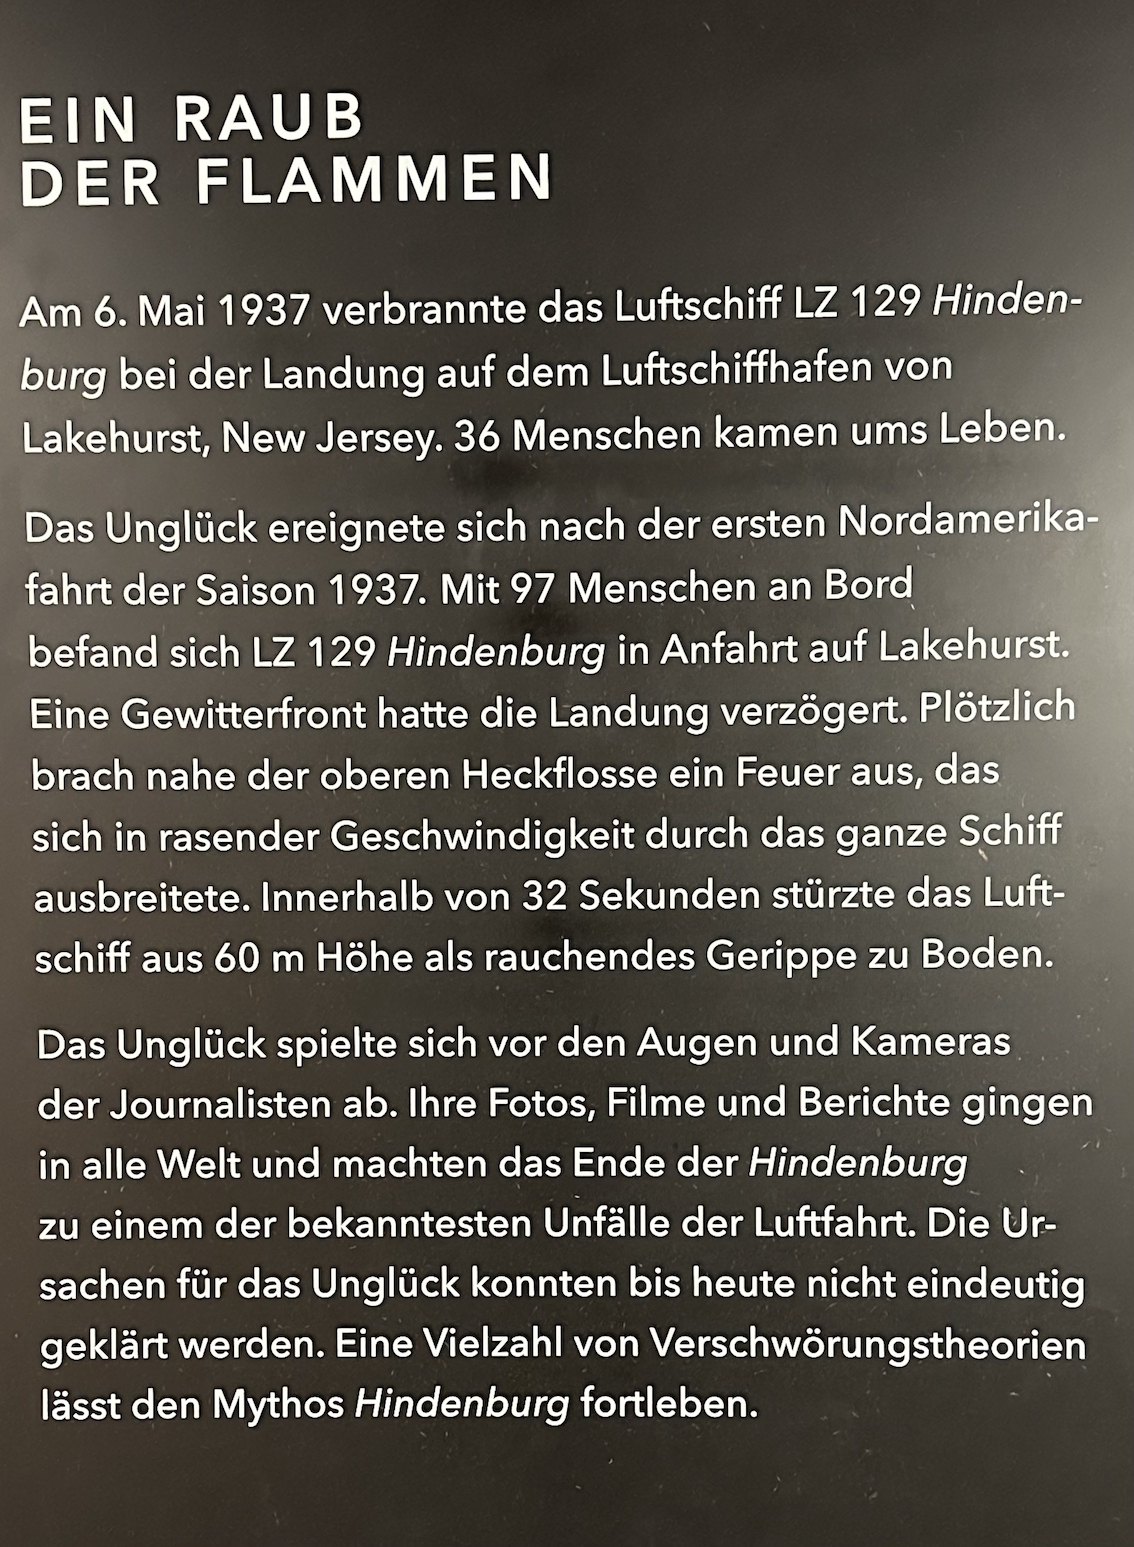 EIN RAUB
DER FLAMMEN
Am 6. Mai 1937 verbrannte das Luftschiff LZ 129 Hinden-
burg bei der Landung auf dem Luftschiffhafen von
Lakehurst, New Jersey. 36 Menschen kamen ums Leben.
Das Unglück ereignete sich nach der ersten Nordamerika-
fahrt der Saison 1937. Mit 97 Menschen an Bord
befand sich LZ 129 Hindenburg in Anfahrt auf Lakehurst.
Eine Gewitterfront hatte die Landung verzögert. Plötzlich
brach nahe der oberen Heckflosse ein Feuer aus, das
sich in rasender Geschwindigkeit durch das ganze Schiff
ausbreitete. Innerhalb von 32 Sekunden stürzte das Luft-
schiff aus 60 m Höhe als rauchendes Gerippe zu Boden.
Das Unglück spielte sich vor den Augen und Kameras
der Journalisten ab. Ihre Fotos, Filme und Berichte gingen
in alle Welt und machten das Ende der Hindenburg
zu einem der bekanntesten Unfälle der Luftfahrt. Die Ur-
sachen für das Unglück konnten bis heute nicht eindeutig
geklärt werden. Eine Vielzahl von Verschwörungstheorien
lässt den Mythos Hindenburg fortleben.